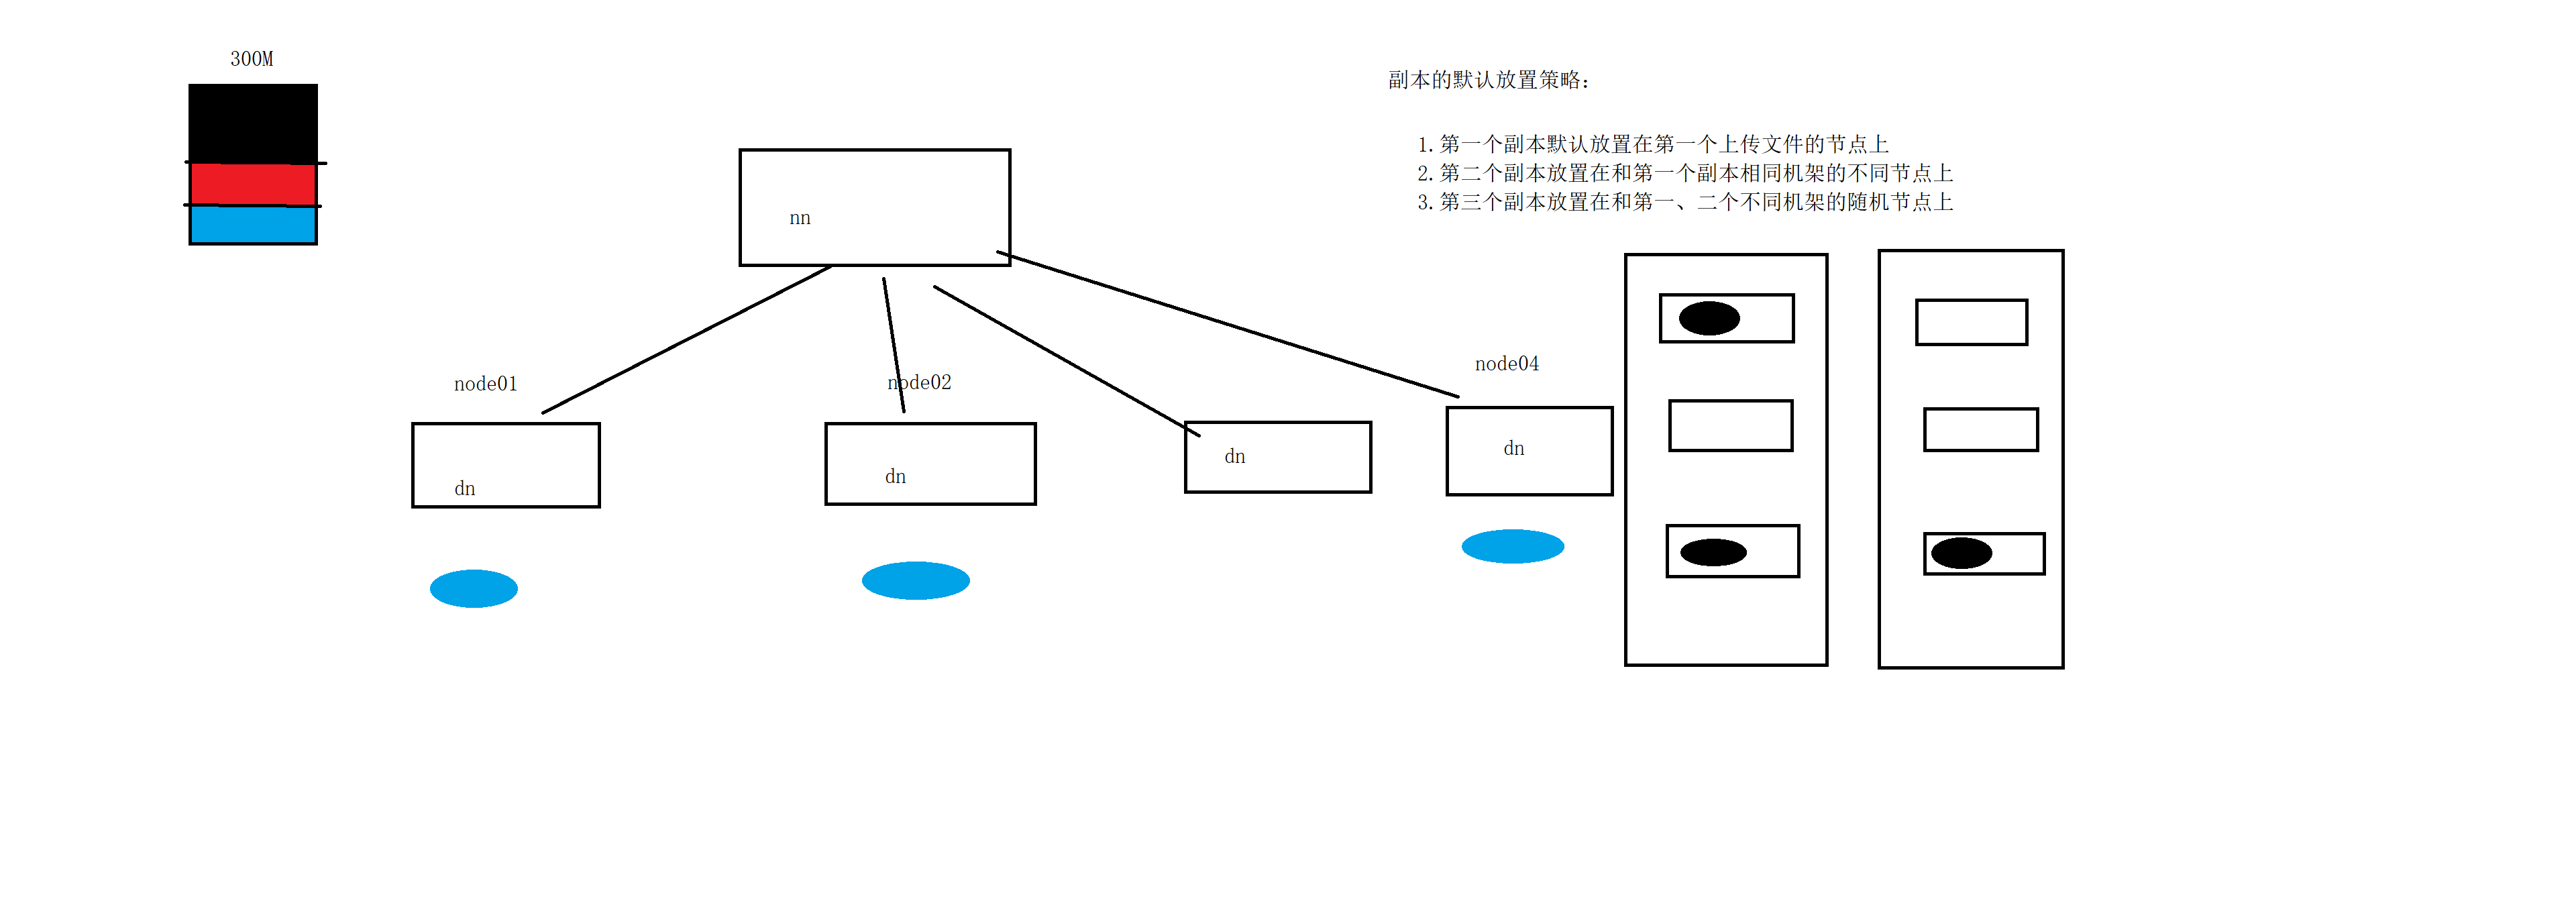 300M
副本的默认放置策略：
1.第一个副本默认放置在第一个上传文件的节点上
2.第二个副本放置在和第一个副本相同机架的不同节点上
3.第三个副本放置在和第一、二个不同机架的随机节点上
nn
node01
node02
node04
dn
dn
dn
dn